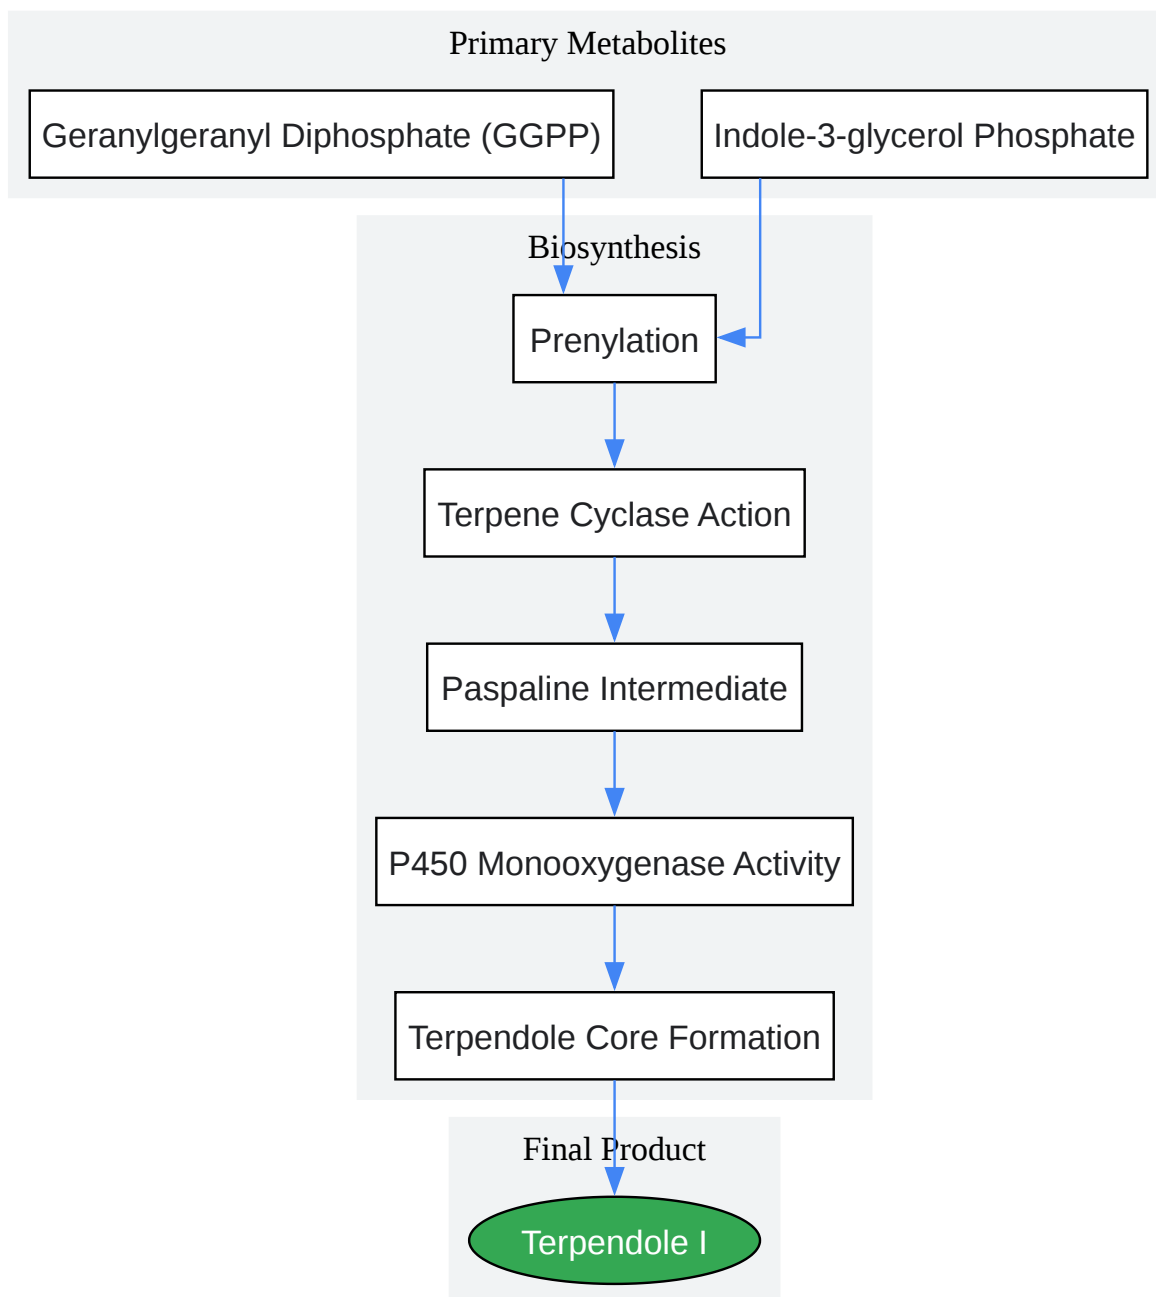 Primary Metabolites
Geranylgeranyl Diphosphate (GGPP)
Indole-3-glycerol Phosphate
Biosynthesis
Prenylation
Terpene Cyclase Action
Paspaline Intermediate
P450 Monooxygenase Activity
Terpendole Core Formation
Final Product
Terpendole I